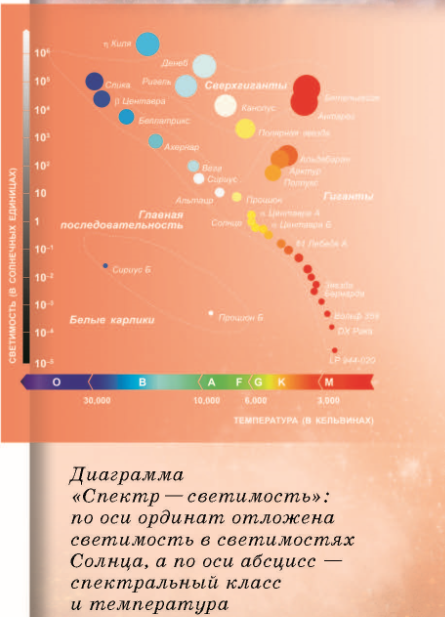 η Киля
10⁶
Денеб
10⁵
Спика
Ригель
Сверхгиганты
Бетельгейзе
10⁴
β Центавра
Канопус
Антарес
Беллатрикс
10³
Полярная звезда
Ахернар
10²
Вега
Альдебаран
Арктур
Сириус
Поллукс
10
Альтаир
Процион
Гиганты
Главная
последовательность
α Центавра А
1
Солнце
α Центавра Б
10⁻¹
61 Лебедя А
Сириус Б
10⁻²
Звезда
Барнарда
10⁻³
Белые карлики
Процион Б
Вольф 359
10⁻⁴
DX Рака
10⁻⁵
LP 944-020
СВЕТИМОСТЬ (В СОЛНЕЧНЫХ ЕДИНИЦАХ)
O B A F G K M
30,000 10,000 6,000 3,000
ТЕМПЕРАТУРА (В КЕЛЬВИНАХ)
Диаграмма
«Спектр — светимость»:
по оси ординат отложена
светимость в светимостях
Солнца, а по оси абсцисс —
спектральный класс
и температура